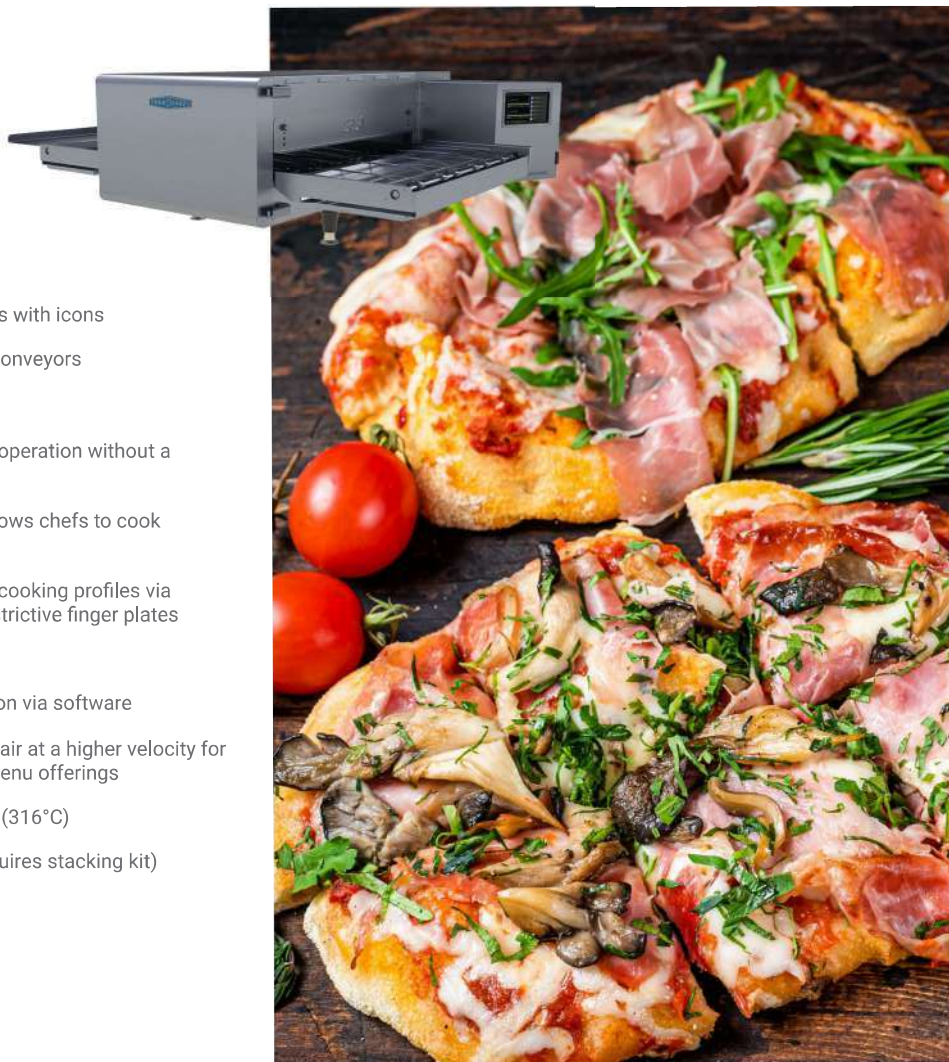 s with icons
onveyors
operation without a
ows chefs to cook
cooking profiles via
strictive finger plates
on via software
air at a higher velocity for
enu offerings
(316°C)
uires stacking kit)